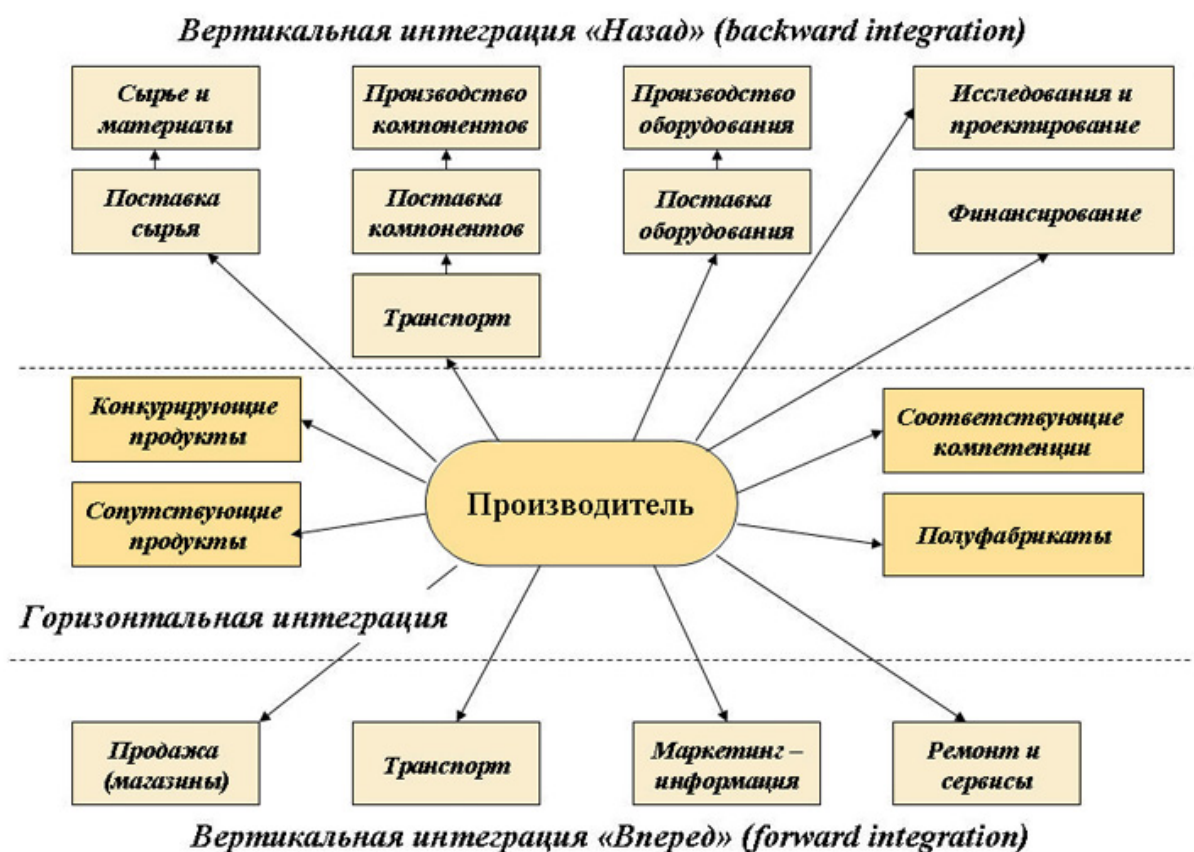 Вертикальная интеграция «Назад» (backward integration)
Сырье и
материалы
Производство
компонентов
Производство
оборудования
Исследования и
проектирование
Поставка
сырья
Поставка
компонентов
Поставка
оборудования
Финансирование
Транспорт
Конкурирующие
продукты
Соответствующие
компетенции
Производитель
Сопутствующие
продукты
Полуфабрикаты
Горизонтальная интеграция
Продажа
(магазины)
Транспорт
Маркетинг –
информация
Ремонт и
сервисы
Вертикальная интеграция «Вперед» (forward integration)